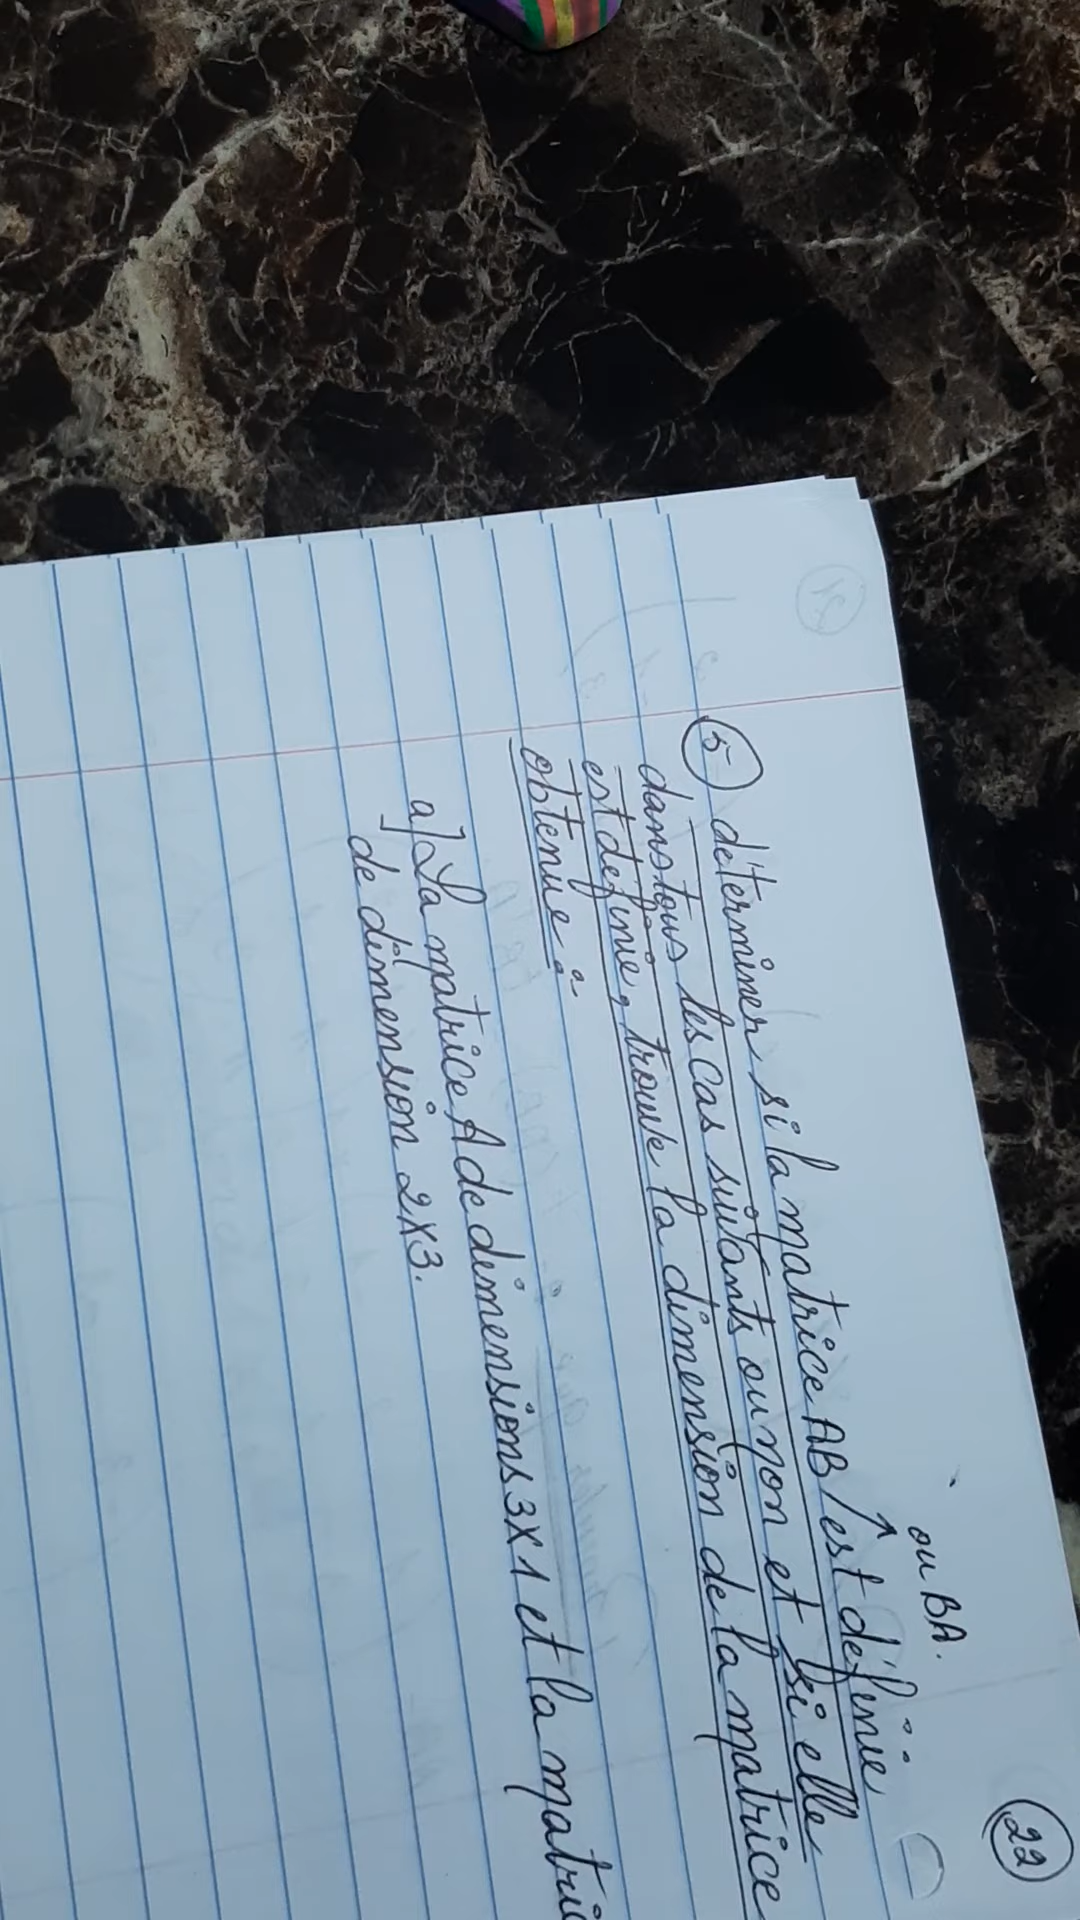 22
ou BA.
5 déterminer si la matrice AB / est définie
dans tous les cas suivants ou non et si elle
est définie, trouve la dimension de la matrice
obtenue :
a) La matrice A de dimensions 3x1 et la matri
de dimension 2x3.